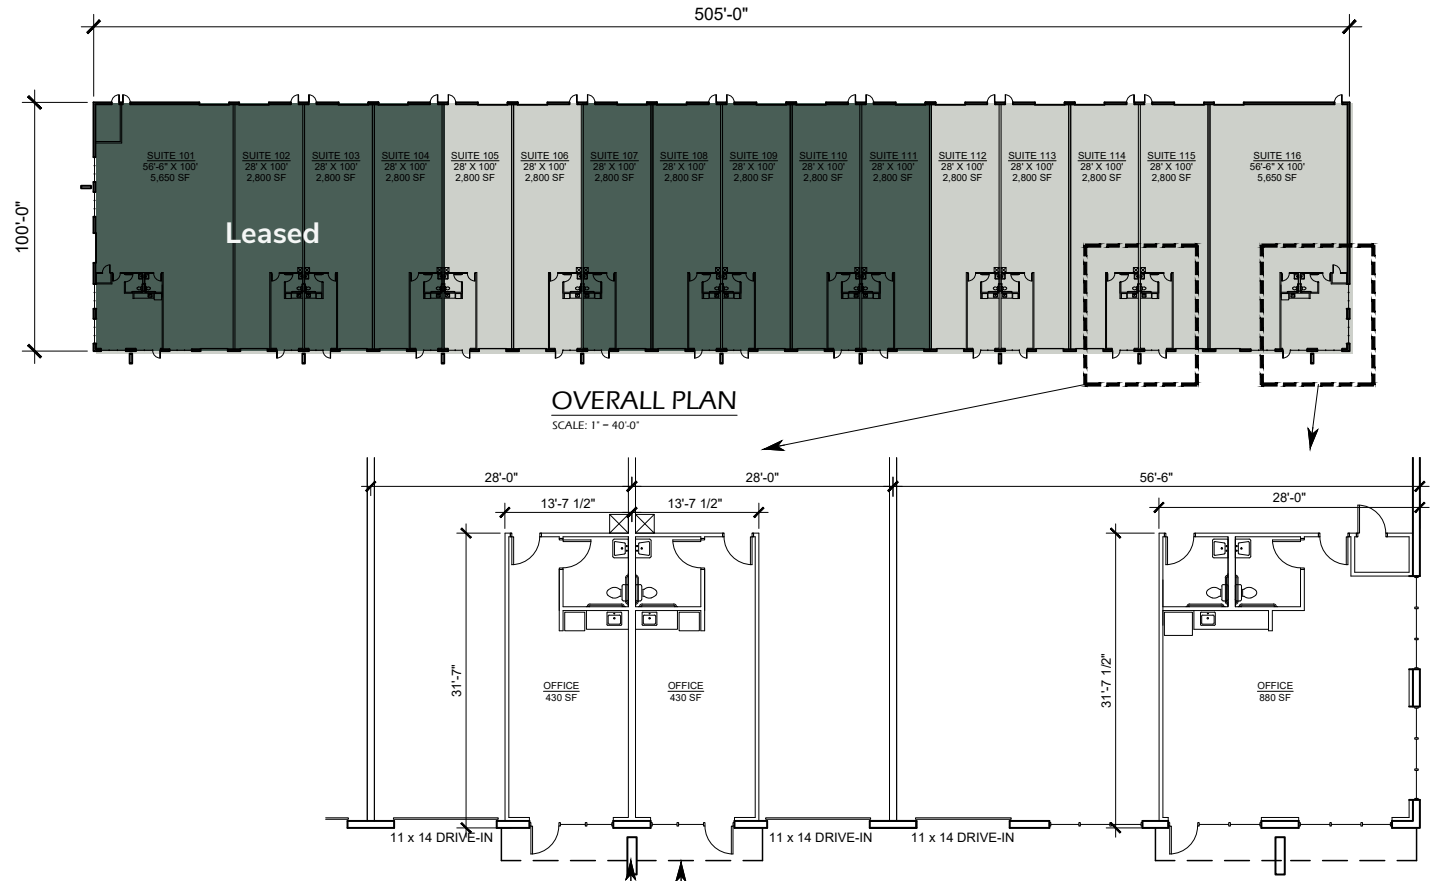 505'-0"
100'-0"
SUITE 101
56'-6" X 100'
5,650 SF
SUITE 102
28' X 100'
2,800 SF
SUITE 103
28' X 100'
2,800 SF
SUITE 104
28' X 100'
2,800 SF
SUITE 105
28' X 100'
2,800 SF
SUITE 106
28' X 100'
2,800 SF
SUITE 107
28' X 100'
2,800 SF
SUITE 108
28' X 100'
2,800 SF
SUITE 109
28' X 100'
2,800 SF
SUITE 110
28' X 100'
2,800 SF
SUITE 111
28' X 100'
2,800 SF
SUITE 112
28' X 100'
2,800 SF
SUITE 113
28' X 100'
2,800 SF
SUITE 114
28' X 100'
2,800 SF
SUITE 115
28' X 100'
2,800 SF
SUITE 116
56'-6" X 100'
5,650 SF
Leased
OVERALL PLAN
SCALE: 1" = 40'-0"
28'-0"
28'-0"
56'-6"
13'-7 1/2"
13'-7 1/2"
28'-0"
31'-7"
31'-7 1/2"
OFFICE
430 SF
OFFICE
430 SF
OFFICE
880 SF
11 x 14 DRIVE-IN
11 x 14 DRIVE-IN
11 x 14 DRIVE-IN